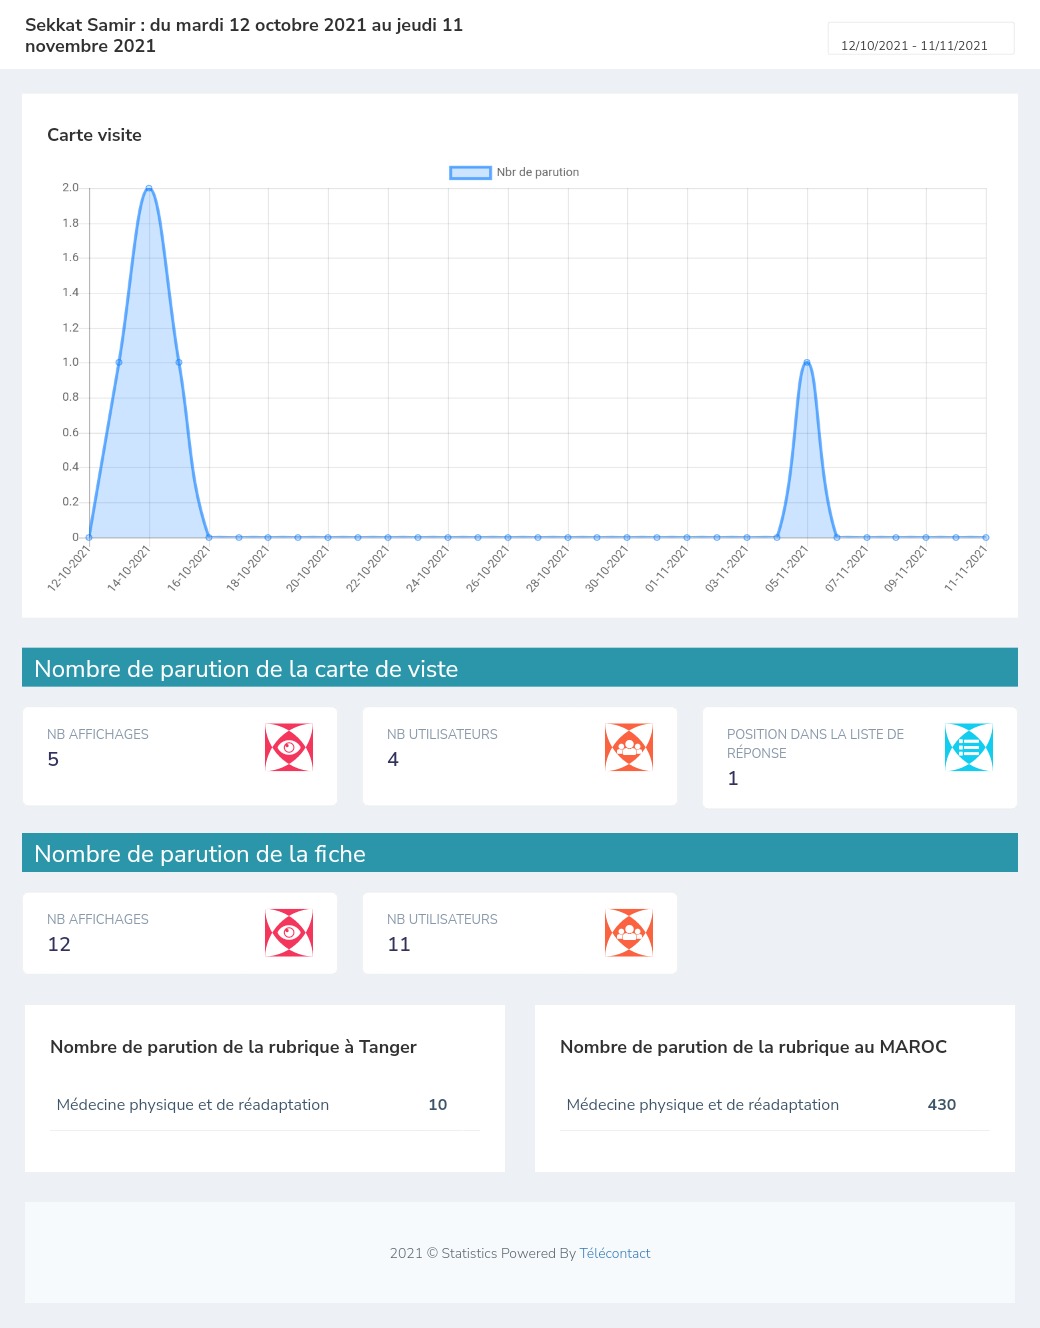 Sekkat Samir : du mardi 12 octobre 2021 au jeudi 11
novembre 2021
12/10/2021 - 11/11/2021
Carte visite
Nbr de parution
2.0
1.8
1.6
1.4
1.2
1.0
0.8
0.6
0.4
0.2
0
12-10-2021
14-10-2021
16-10-2021
18-10-2021
20-10-2021
22-10-2021
24-10-2021
26-10-2021
28-10-2021
30-10-2021
01-11-2021
03-11-2021
05-11-2021
07-11-2021
09-11-2021
11-11-2021
Nombre de parution de la carte de viste
NB AFFICHAGES
5
NB UTILISATEURS
4
POSITION DANS LA LISTE DE
RÉPONSE
1
Nombre de parution de la fiche
NB AFFICHAGES
12
NB UTILISATEURS
11
Nombre de parution de la rubrique à Tanger
Médecine physique et de réadaptation 10
Nombre de parution de la rubrique au MAROC
Médecine physique et de réadaptation 430
2021 © Statistics Powered By Télécontact